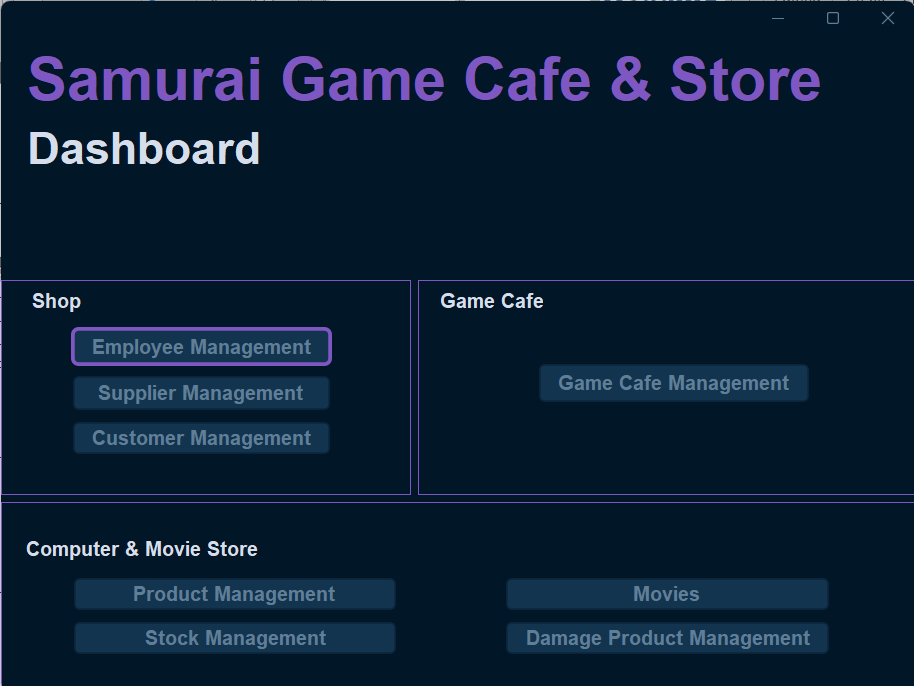 Samurai Game Cafe & Store
Dashboard
Shop
Employee Management
Supplier Management
Customer Management
Game Cafe
Game Cafe Management
Computer & Movie Store
Product Management
Movies
Stock Management
Damage Product Management